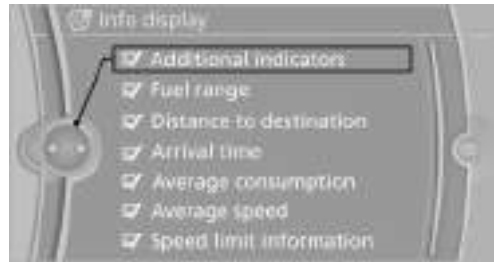 Info display
Additional indicators
Fuel range
Distance to destination
Arrival time
Average consumption
Average speed
Speed limit information